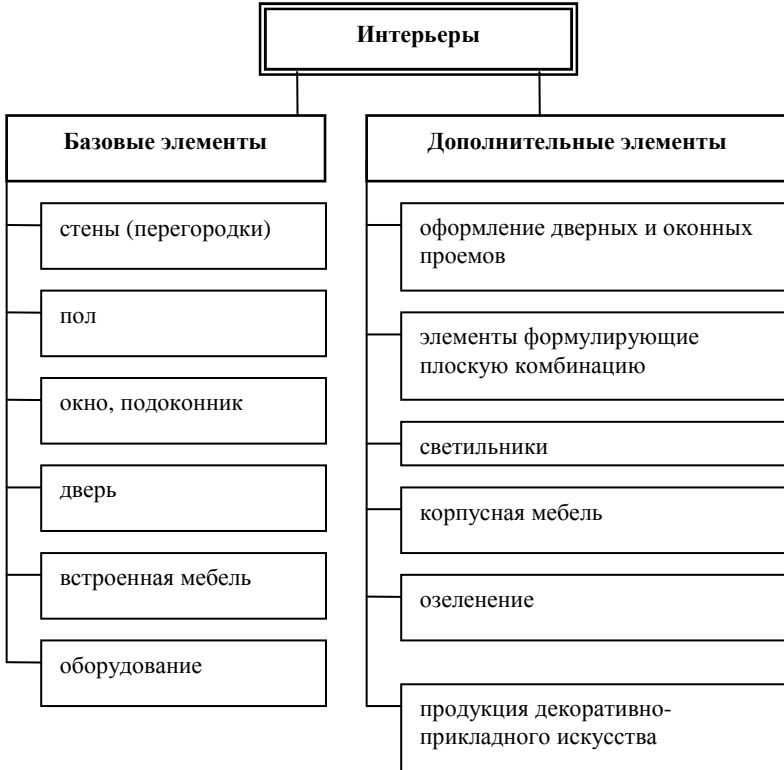 Интерьеры
Базовые элементы
стены (перегородки)
пол
окно, подоконник
дверь
встроенная мебель
оборудование
Дополнительные элементы
оформление дверных и оконных
проемов
элементы формулирующие
плоскую комбинацию
светильники
корпусная мебель
озеленение
продукция декоративно-
прикладного искусства